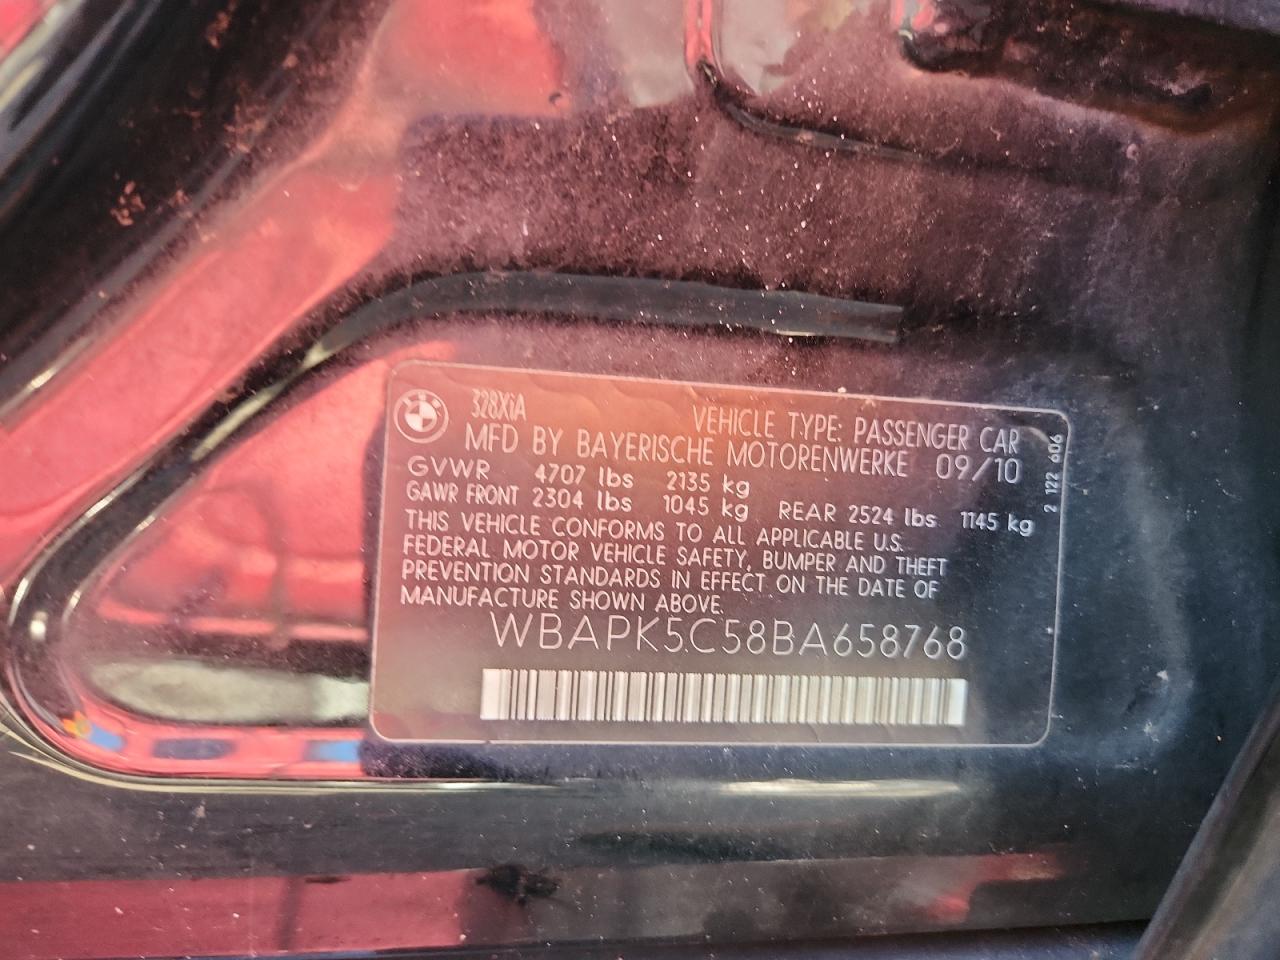 328XiA
VEHICLE TYPE: PASSENGER CAR
MFD BY BAYERISCHE MOTORENWERKE 09/10
GVWR 4707 lbs 2135 kg
GAWR FRONT 2304 lbs 1045 kg REAR 2524 lbs 1145 kg
THIS VEHICLE CONFORMS TO ALL APPLICABLE U.S.
FEDERAL MOTOR VEHICLE SAFETY, BUMPER AND THEFT
PREVENTION STANDARDS IN EFFECT ON THE DATE OF
MANUFACTURE SHOWN ABOVE.
WBAPK5C58BA658768
2 122 606